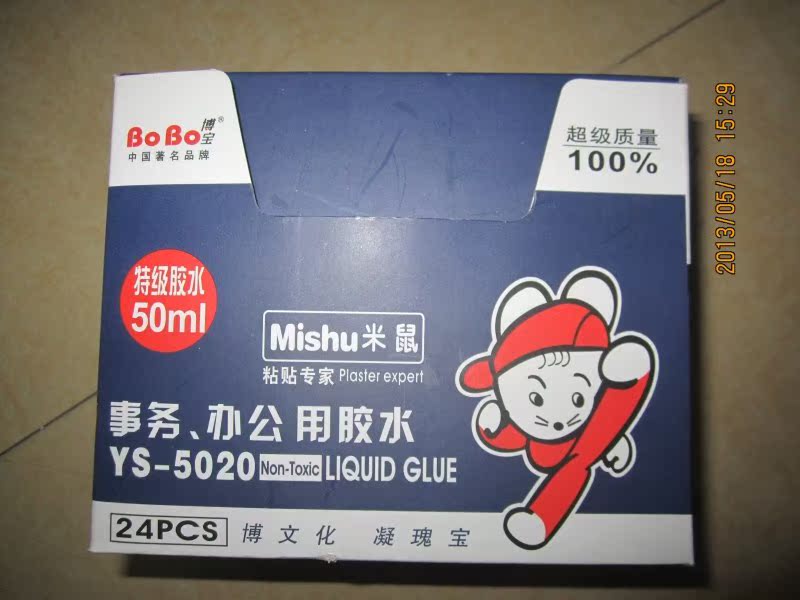 BoBo博宝®
中国著名品牌
超级质量
100%
特级胶水
50ml
Mishu米鼠
粘贴专家 Plaster expert
事务、办公用胶水
YS-5020 Non-Toxic LIQUID GLUE
24PCS 博文化 凝瑰宝
2013/05/18 15:29